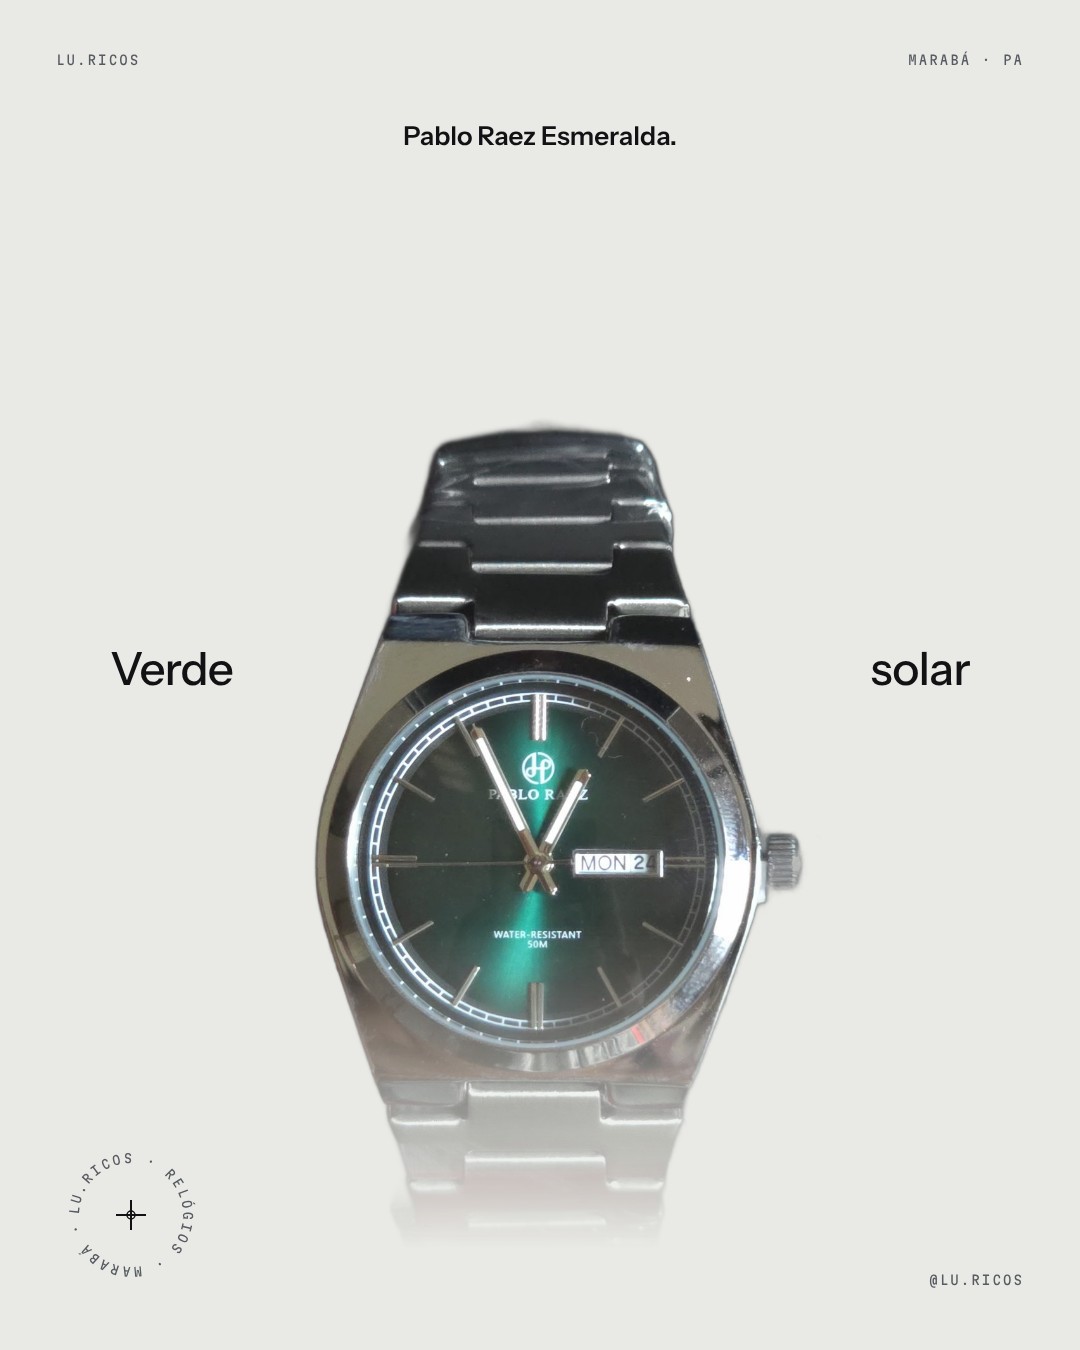 LU.RICOS
MARABÁ · PA
Pablo Raez Esmeralda.
Verde
solar
PABLO RAEZ
MON 24
WATER-RESISTANT
50M
LU.RICOS · RELÓGIOS · MARABÁ ·
@LU.RICOS